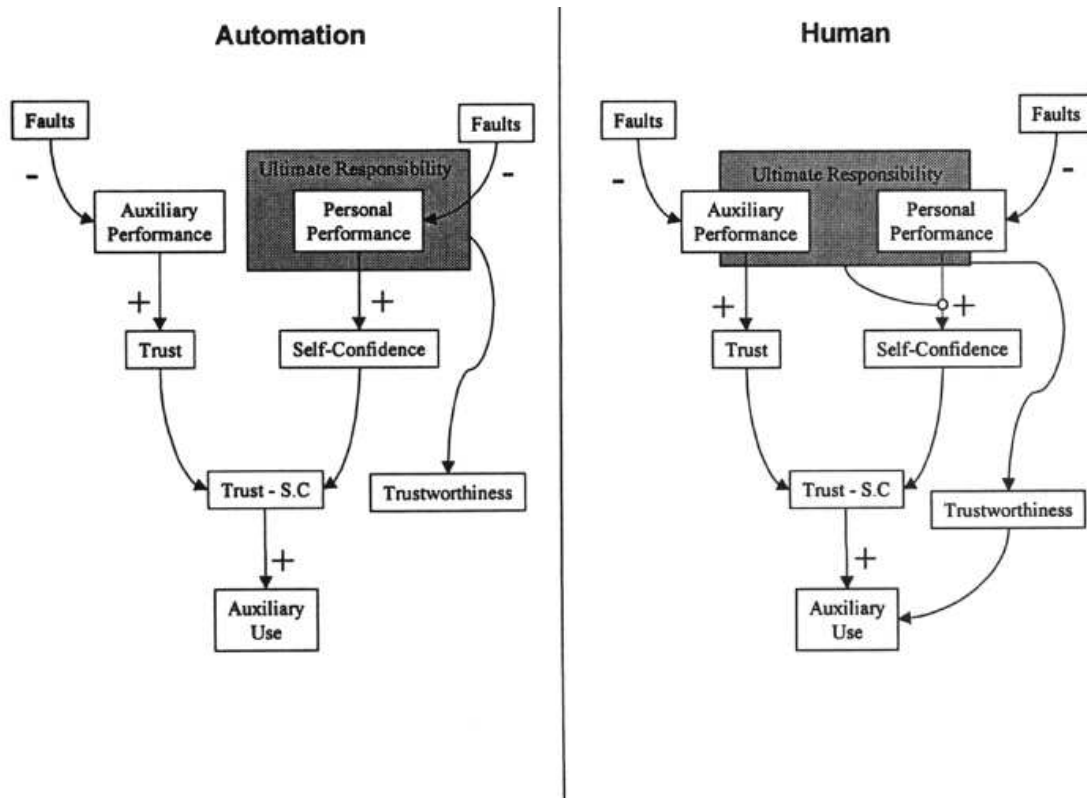 Automation
Faults
Faults
-
-
Ultimate Responsibility
Auxiliary
Performance
Personal
Performance
+
+
Trust
Self-Confidence
Trust - S.C
Trustworthiness
+
Auxiliary
Use
Human
Faults
Faults
-
-
Ultimate Responsibility
Auxiliary
Performance
Personal
Performance
+
+
Trust
Self-Confidence
Trust - S.C
Trustworthiness
+
Auxiliary
Use